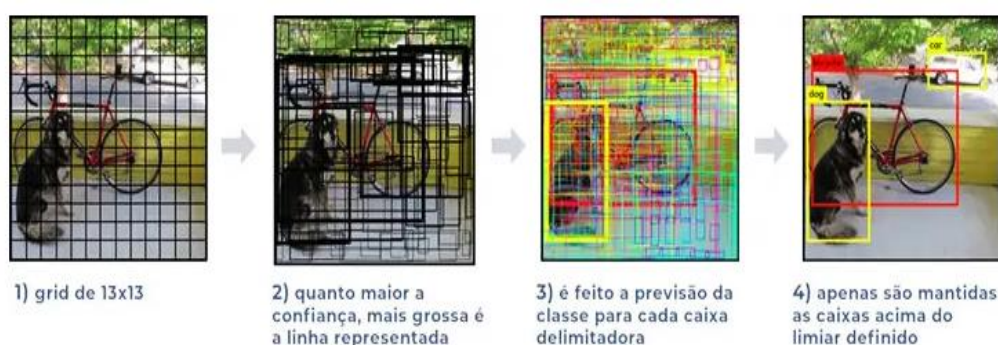 car
dog
1) grid de 13x13
2) quanto maior a
confiança, mais grossa é
a linha representada
3) é feito a previsão da
classe para cada caixa
delimitadora
4) apenas são mantidas
as caixas acima do
limiar definido